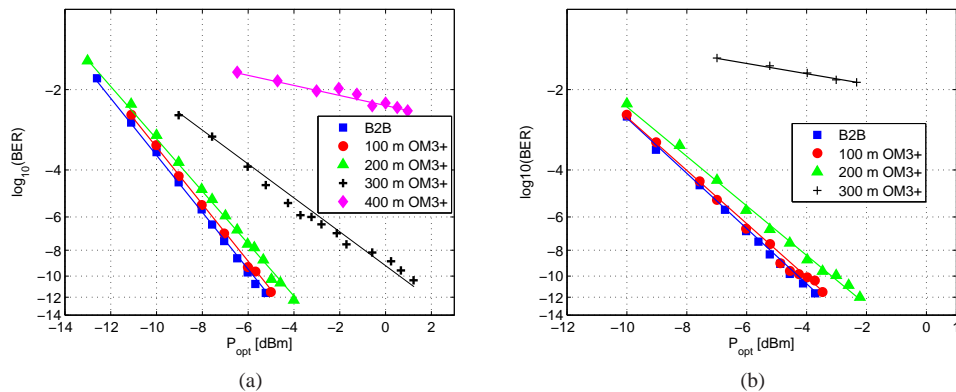 −2
−4
−6
−8
−10
−12
−14
log10(BER)
−14 −12 −10 −8 −6 −4 −2 0 2
P_opt [dBm]
B2B
100 m OM3+
200 m OM3+
300 m OM3+
400 m OM3+
(a)
−2
−4
−6
−8
−10
−12
−14
log10(BER)
−12 −10 −8 −6 −4 −2 0 1
P_opt [dBm]
B2B
100 m OM3+
200 m OM3+
300 m OM3+
(b)